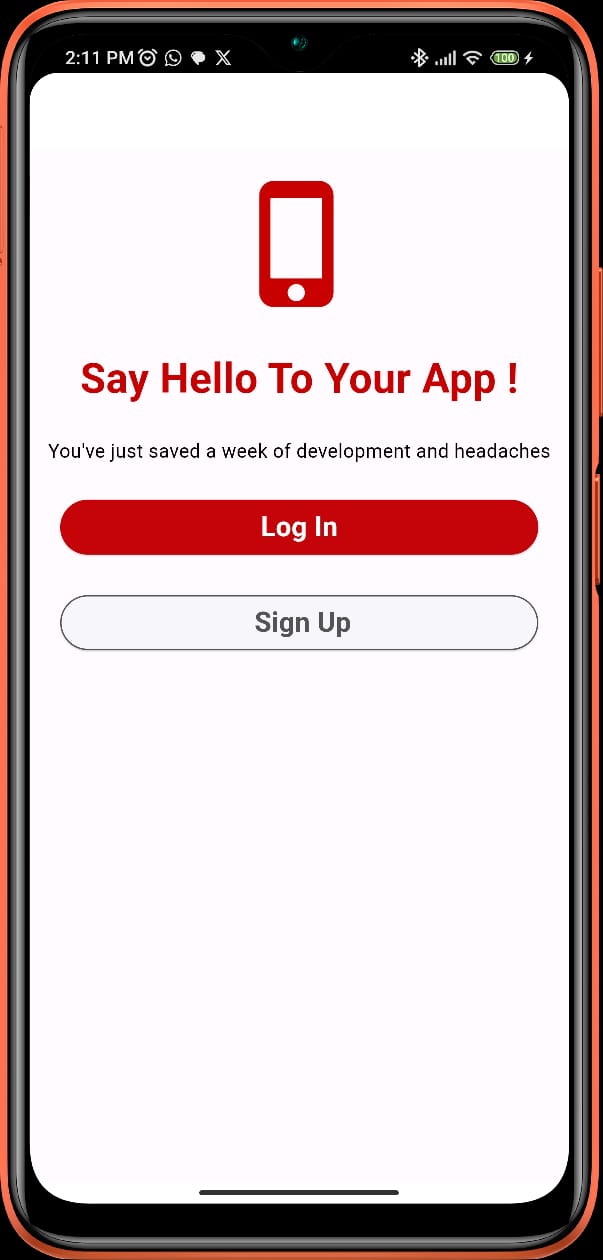 2:11 PM 100
Say Hello To Your App !
You've just saved a week of development and headaches
Log In
Sign Up